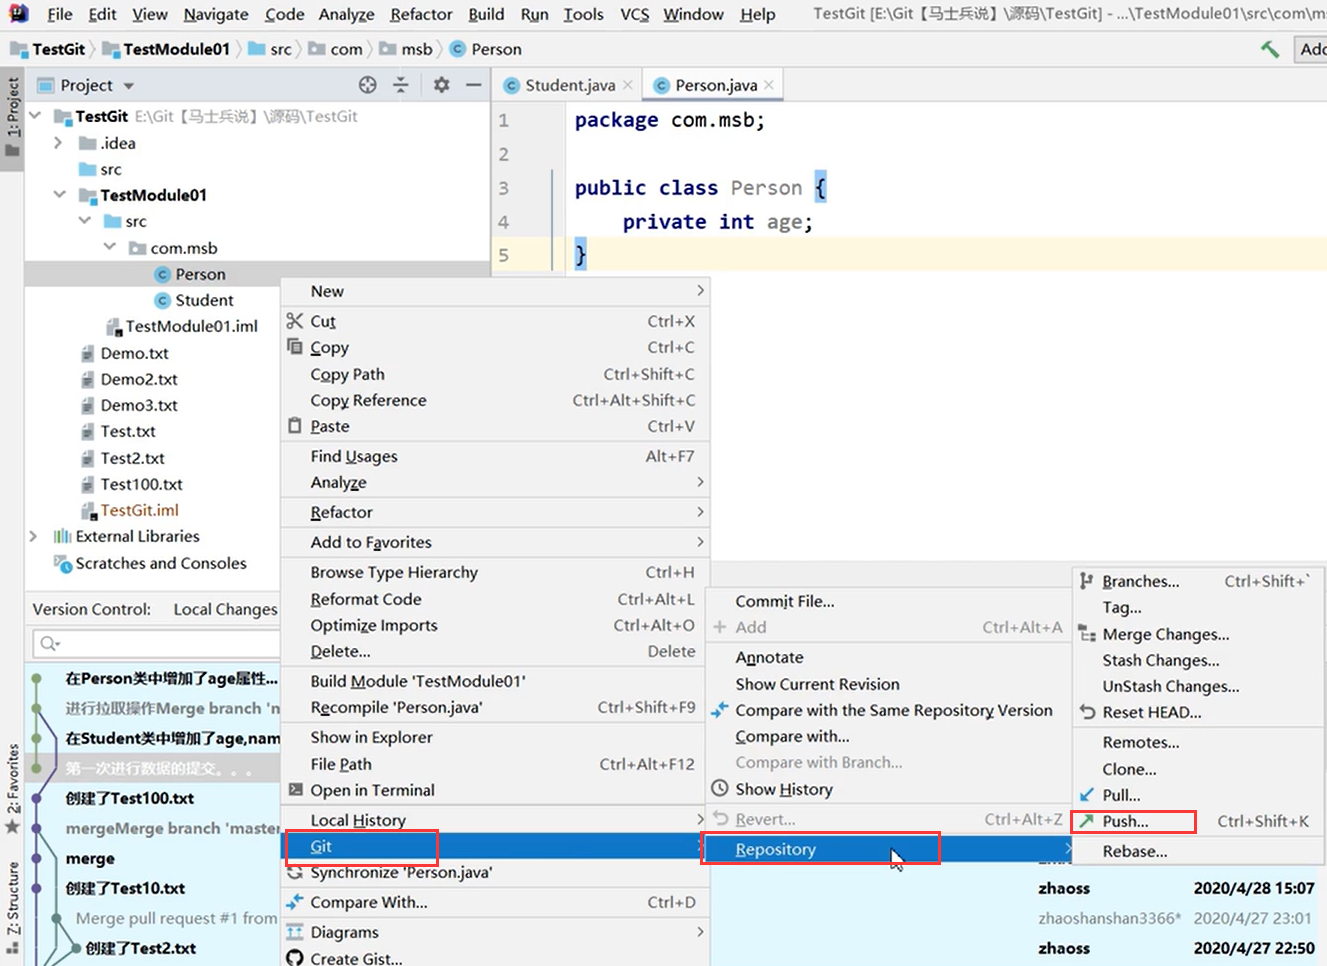 File Edit View Navigate Code Analyze Refactor Build Run Tools VCS Window Help TestGit [E:\Git【马士兵说】\源码\TestGit] - ...\TestModule01\src\com\m
TestGit TestModule01 src com msb Person Add
1: Project
Project
Student.java Person.java
TestGit E:\Git【马士兵说】\源码\TestGit
.idea
src
TestModule01
src
com.msb
Person
Student
TestModule01.iml
Demo.txt
Demo2.txt
Demo3.txt
Test.txt
Test2.txt
Test100.txt
TestGit.iml
External Libraries
Scratches and Consoles
1 package com.msb;
2
3 public class Person {
4 private int age;
5 }
New
Cut Ctrl+X
Copy Ctrl+C
Copy Path Ctrl+Shift+C
Copy Reference Ctrl+Alt+Shift+C
Paste Ctrl+V
Find Usages Alt+F7
Analyze
Refactor
Add to Favorites
Browse Type Hierarchy Ctrl+H
Reformat Code Ctrl+Alt+L
Optimize Imports Ctrl+Alt+O
Delete... Delete
Build Module 'TestModule01'
Recompile 'Person.java' Ctrl+Shift+F9
Show in Explorer
File Path Ctrl+Alt+F12
Open in Terminal
Local History
Git
Synchronize 'Person.java'
Compare With... Ctrl+D
Diagrams
Create Gist...
Commit File...
Add Ctrl+Alt+A
Annotate
Show Current Revision
Compare with the Same Repository Version
Compare with...
Compare with Branch...
Show History
Revert... Ctrl+Alt+Z
Repository
Branches... Ctrl+Shift+`
Tag...
Merge Changes...
Stash Changes...
UnStash Changes...
Reset HEAD...
Remotes...
Clone...
Pull...
Push... Ctrl+Shift+K
Rebase...
Version Control: Local Changes
2: Favorites
Z: Structure
在Person类中增加了age属性...
进行拉取操作Merge branch 'm
在Student类中增加了age,nam
第一次进行数据的提交。。。
创建了Test100.txt
mergeMerge branch 'master
merge
创建了Test10.txt
Merge pull request #1 from
创建了Test2.txt
zhaoss 2020/4/28 15:07
zhaoshanshan3366* 2020/4/27 23:01
zhaoss 2020/4/27 22:50